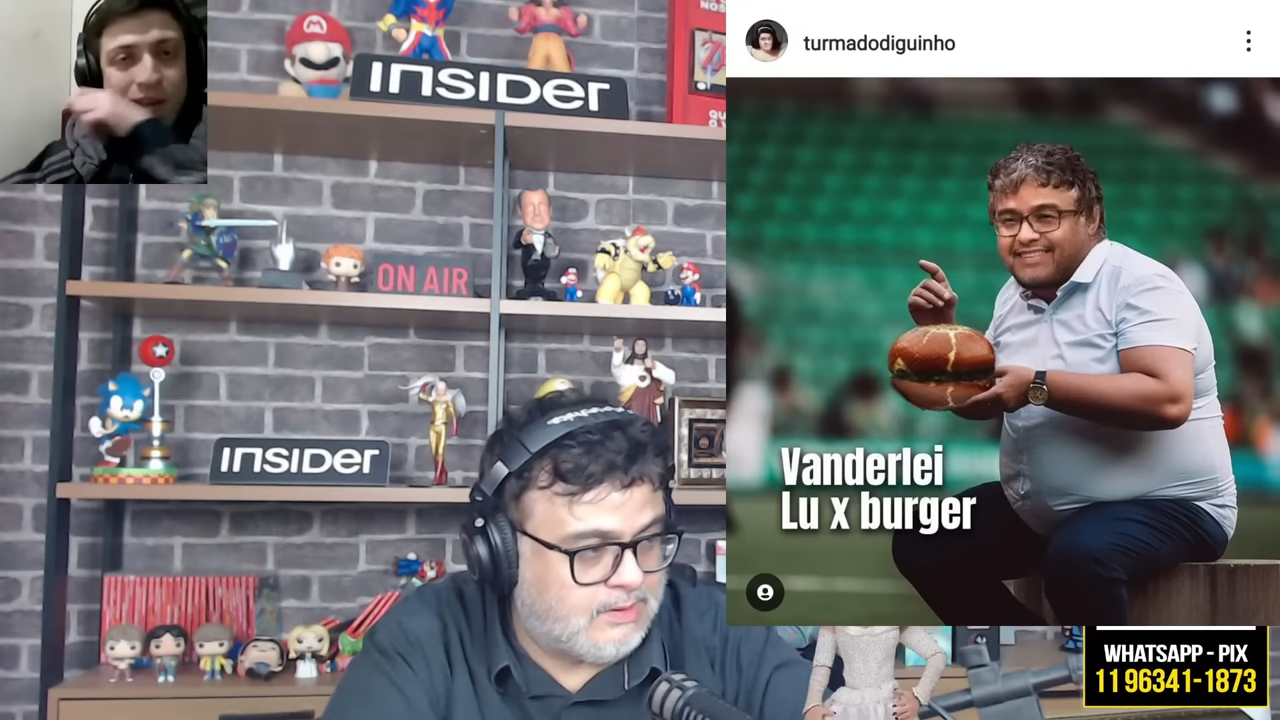 turmadodiguinho
INSIDER
ON AIR
INSIDER
Vanderlei
Lu x burger
WHATSAPP - PIX
11 96341-1873